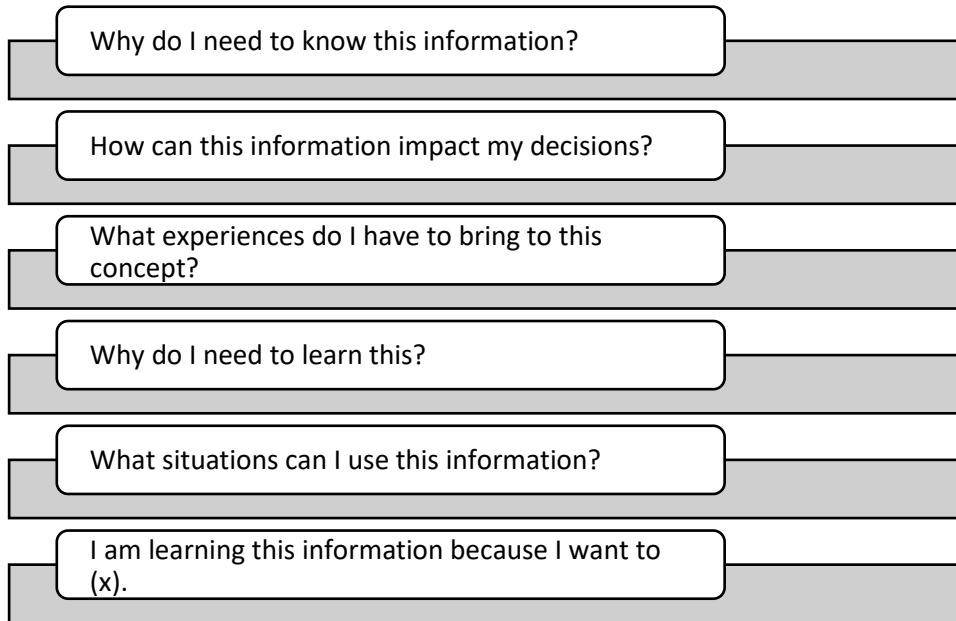 Why do I need to know this information?
How can this information impact my decisions?
What experiences do I have to bring to this
concept?
Why do I need to learn this?
What situations can I use this information?
I am learning this information because I want to
(x).